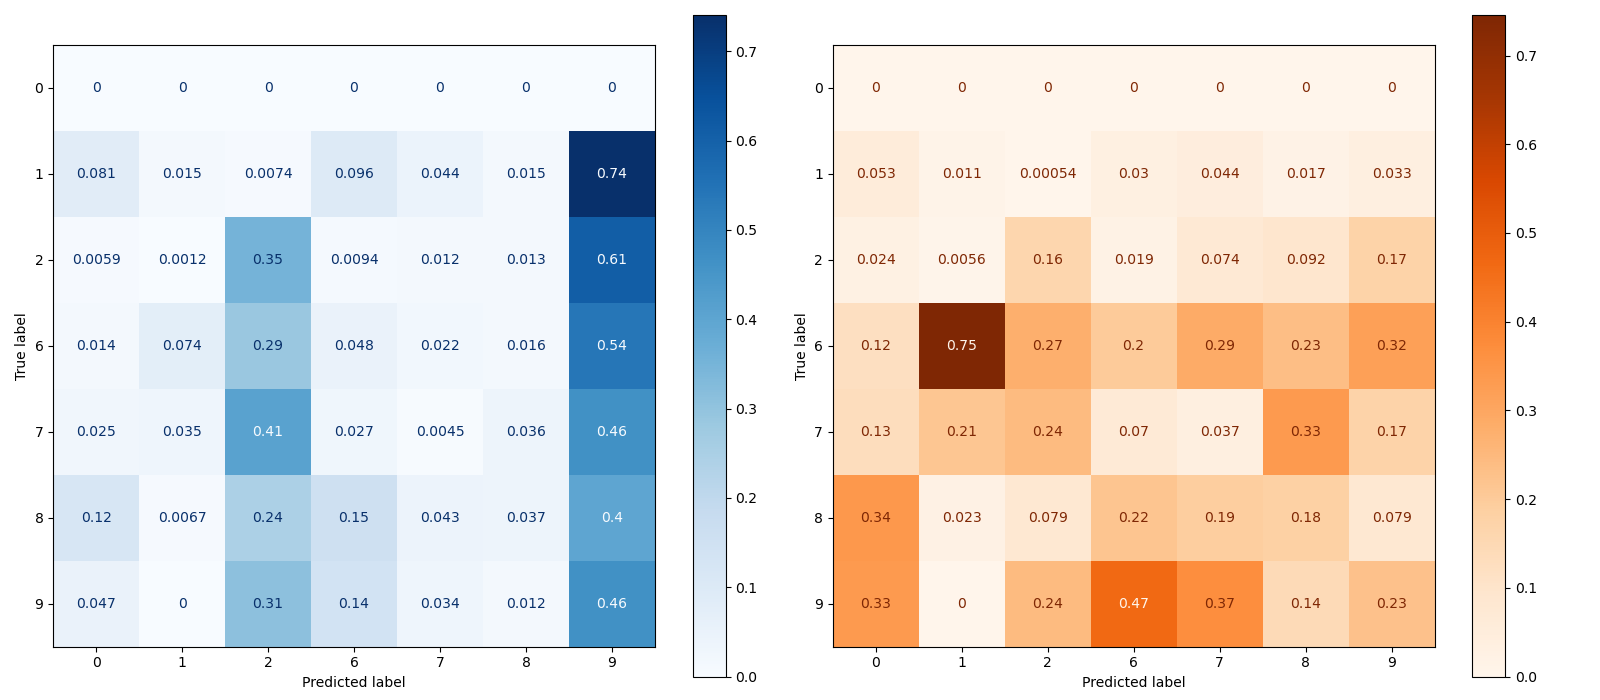 0 0 0 0 0 0 0 0 0.7
1 0.081 0.015 0.0074 0.096 0.044 0.015 0.74 0.6
2 0.0059 0.0012 0.35 0.0094 0.012 0.013 0.61 0.5
6 0.014 0.074 0.29 0.048 0.022 0.016 0.54 0.4
7 0.025 0.035 0.41 0.027 0.0045 0.036 0.46 0.3
8 0.12 0.0067 0.24 0.15 0.043 0.037 0.4 0.2
9 0.047 0 0.31 0.14 0.034 0.012 0.46 0.1
0.0
0 1 2 6 7 8 9
True label
Predicted label
0 0 0 0 0 0 0 0 0.7
1 0.053 0.011 0.00054 0.03 0.044 0.017 0.033 0.6
2 0.024 0.0056 0.16 0.019 0.074 0.092 0.17 0.5
6 0.12 0.75 0.27 0.2 0.29 0.23 0.32 0.4
7 0.13 0.21 0.24 0.07 0.037 0.33 0.17 0.3
8 0.34 0.023 0.079 0.22 0.19 0.18 0.079 0.2
9 0.33 0 0.24 0.47 0.37 0.14 0.23 0.1
0.0
0 1 2 6 7 8 9
True label
Predicted label